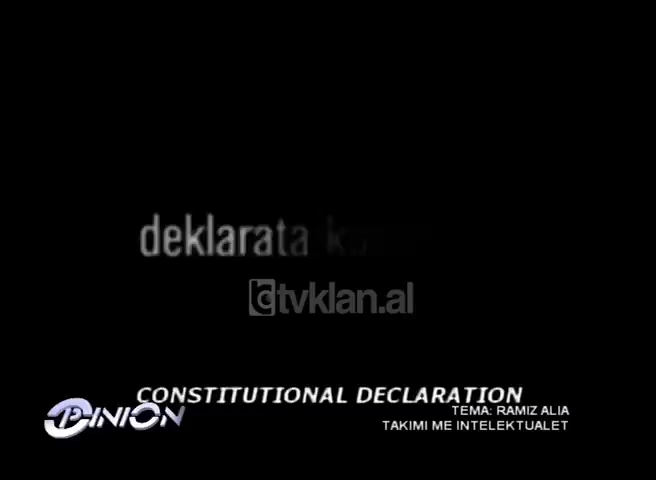 deklarata
tvklan.al
CONSTITUTIONAL DECLARATION
OPINION
TEMA: RAMIZ ALIA
TAKIMI ME INTELEKTUALET